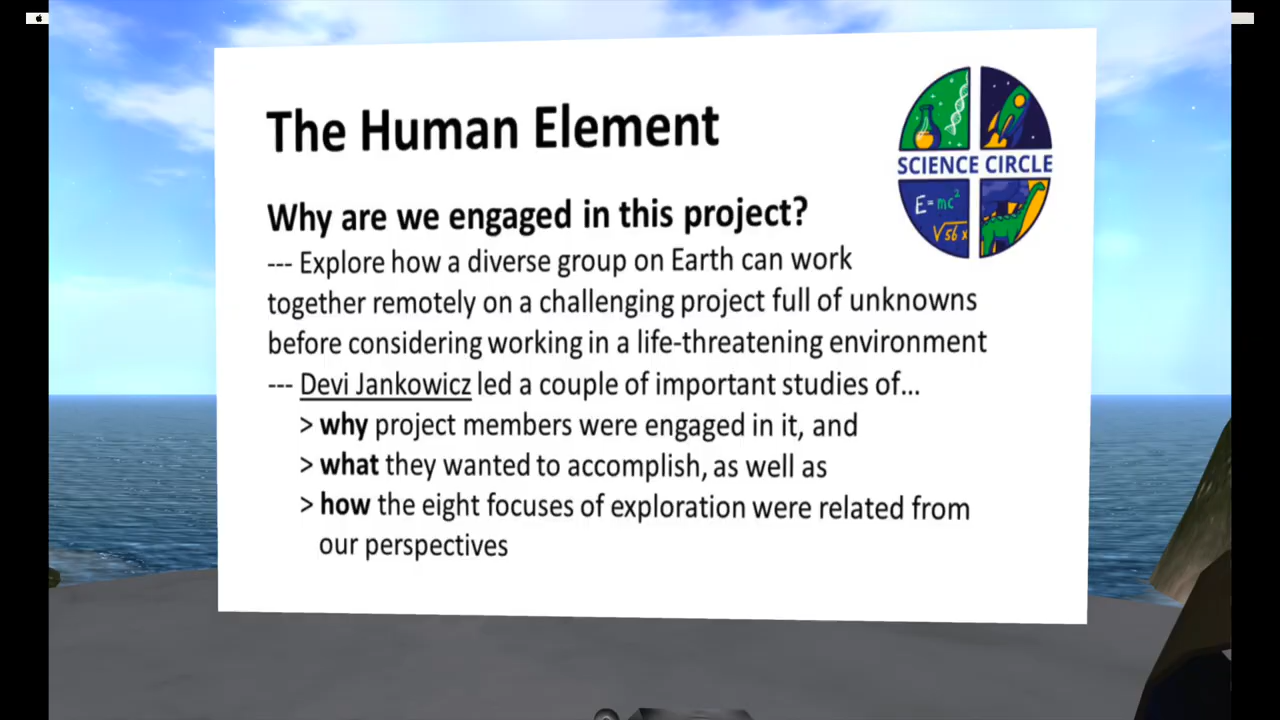 The Human Element
SCIENCE CIRCLE
E=mc²
√56 x
Why are we engaged in this project?
--- Explore how a diverse group on Earth can work
together remotely on a challenging project full of unknowns
before considering working in a life-threatening environment
--- Devi Jankowicz led a couple of important studies of...
> why project members were engaged in it, and
> what they wanted to accomplish, as well as
> how the eight focuses of exploration were related from
our perspectives